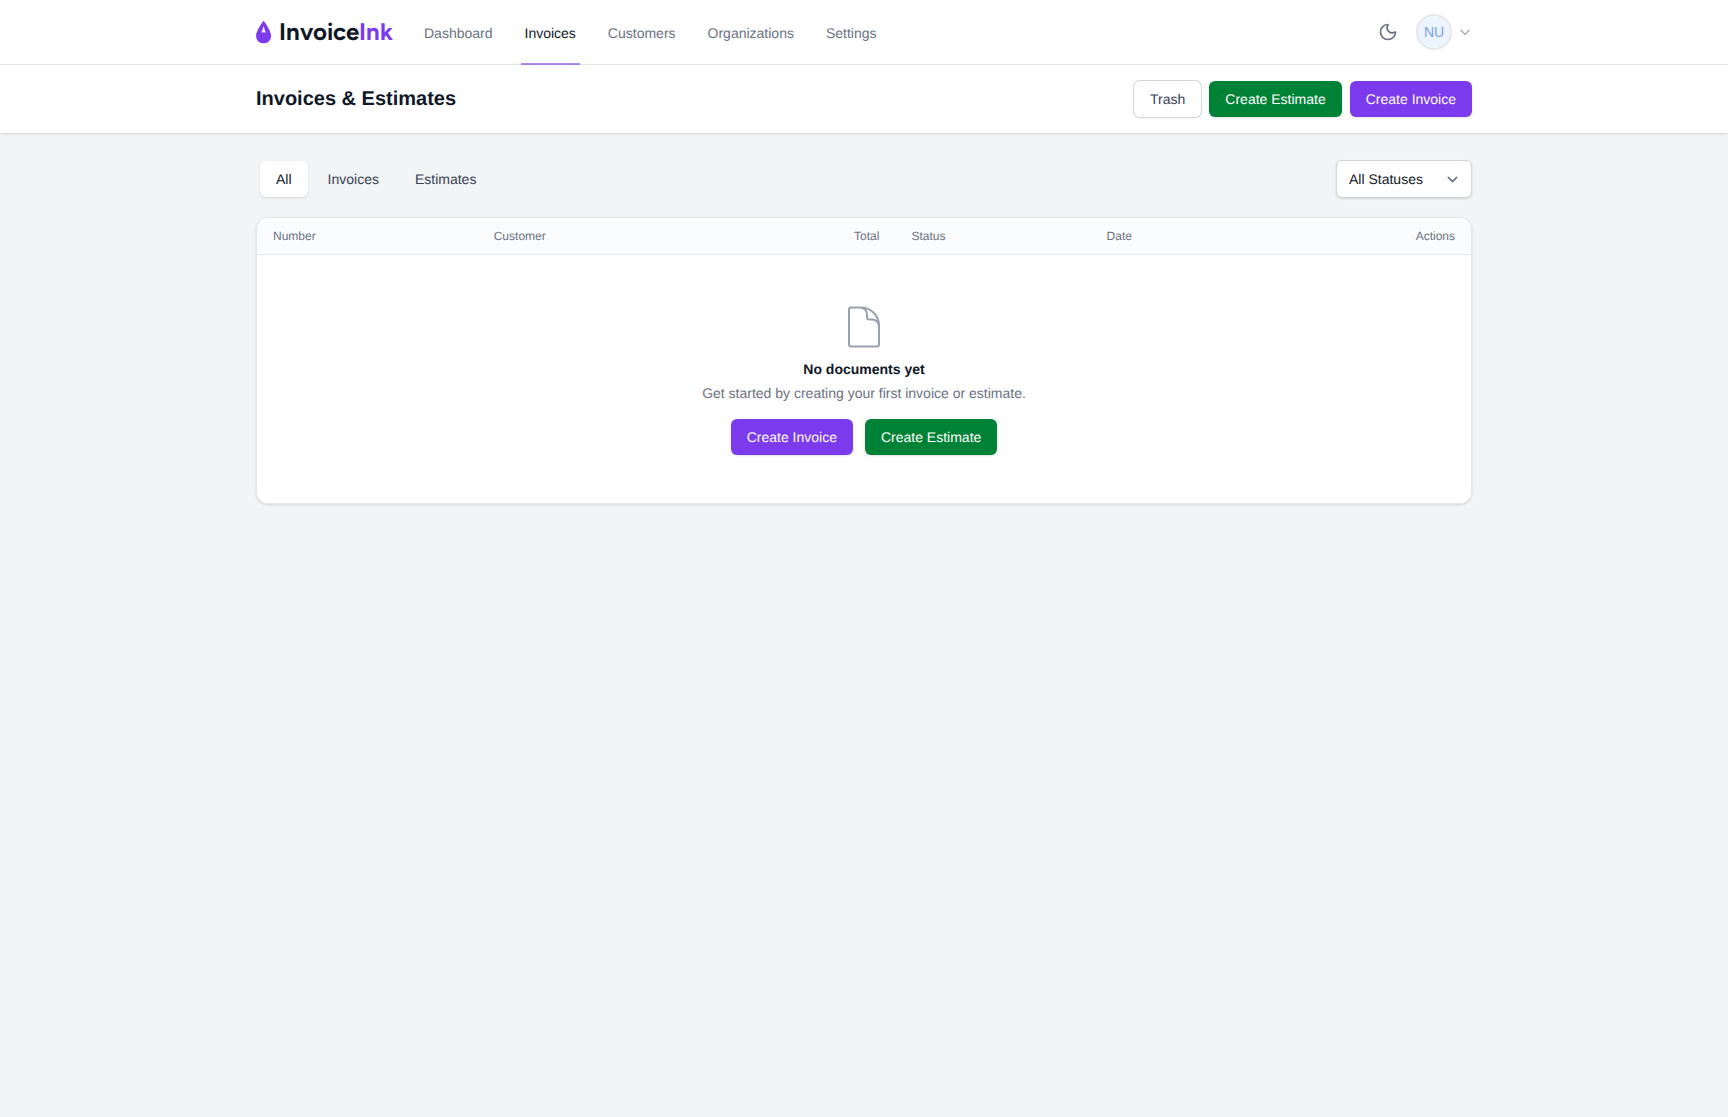 InvoiceInk Dashboard Invoices Customers Organizations Settings NU
Invoices & Estimates Trash Create Estimate Create Invoice
All Invoices Estimates All Statuses
Number Customer Total Status Date Actions
No documents yet
Get started by creating your first invoice or estimate.
Create Invoice Create Estimate